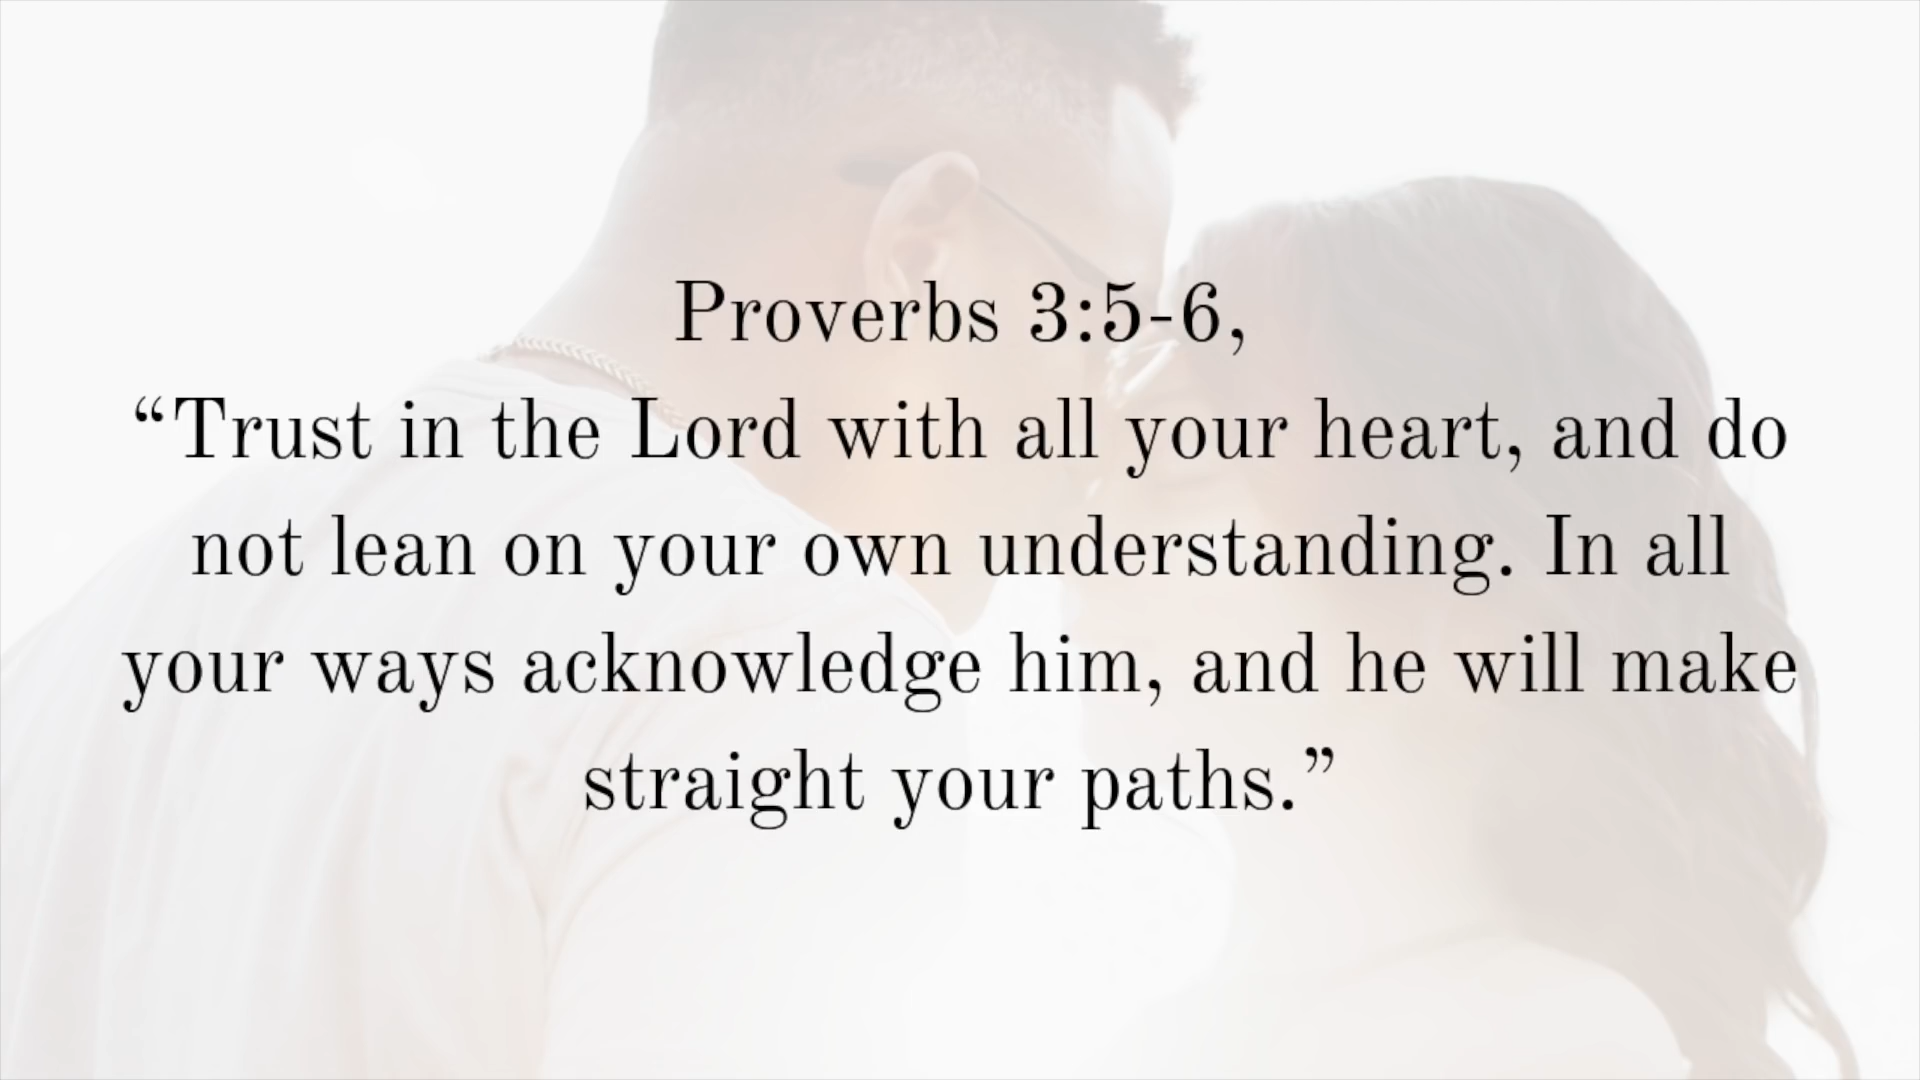 Proverbs 3:5-6,
“Trust in the Lord with all your heart, and do
not lean on your own understanding. In all
your ways acknowledge him, and he will make
straight your paths.”